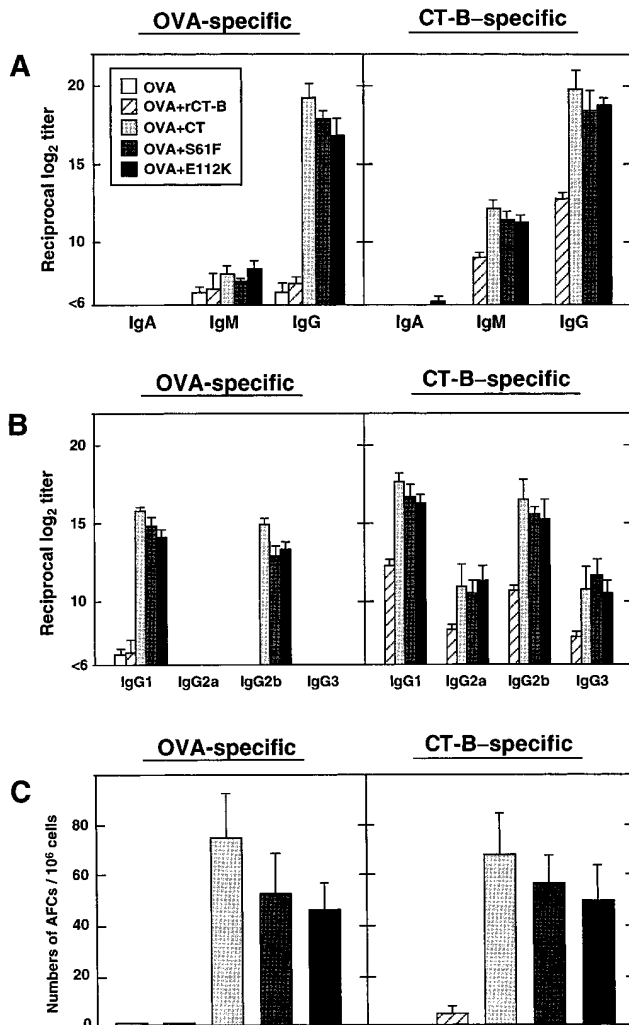 OVA-specific CT-B–specific
A
Reciprocal log2 titer
20
10
<6
OVA
OVA+rCT-B
OVA+CT
OVA+S61F
OVA+E112K
IgA IgM IgG IgA IgM IgG
OVA-specific CT-B–specific
B
Reciprocal log2 titer
20
15
10
<6
IgG1 IgG2a IgG2b IgG3 IgG1 IgG2a IgG2b IgG3
OVA-specific CT-B–specific
C
Numbers of AFCs / 10⁶ cells
80
60
40
20
0